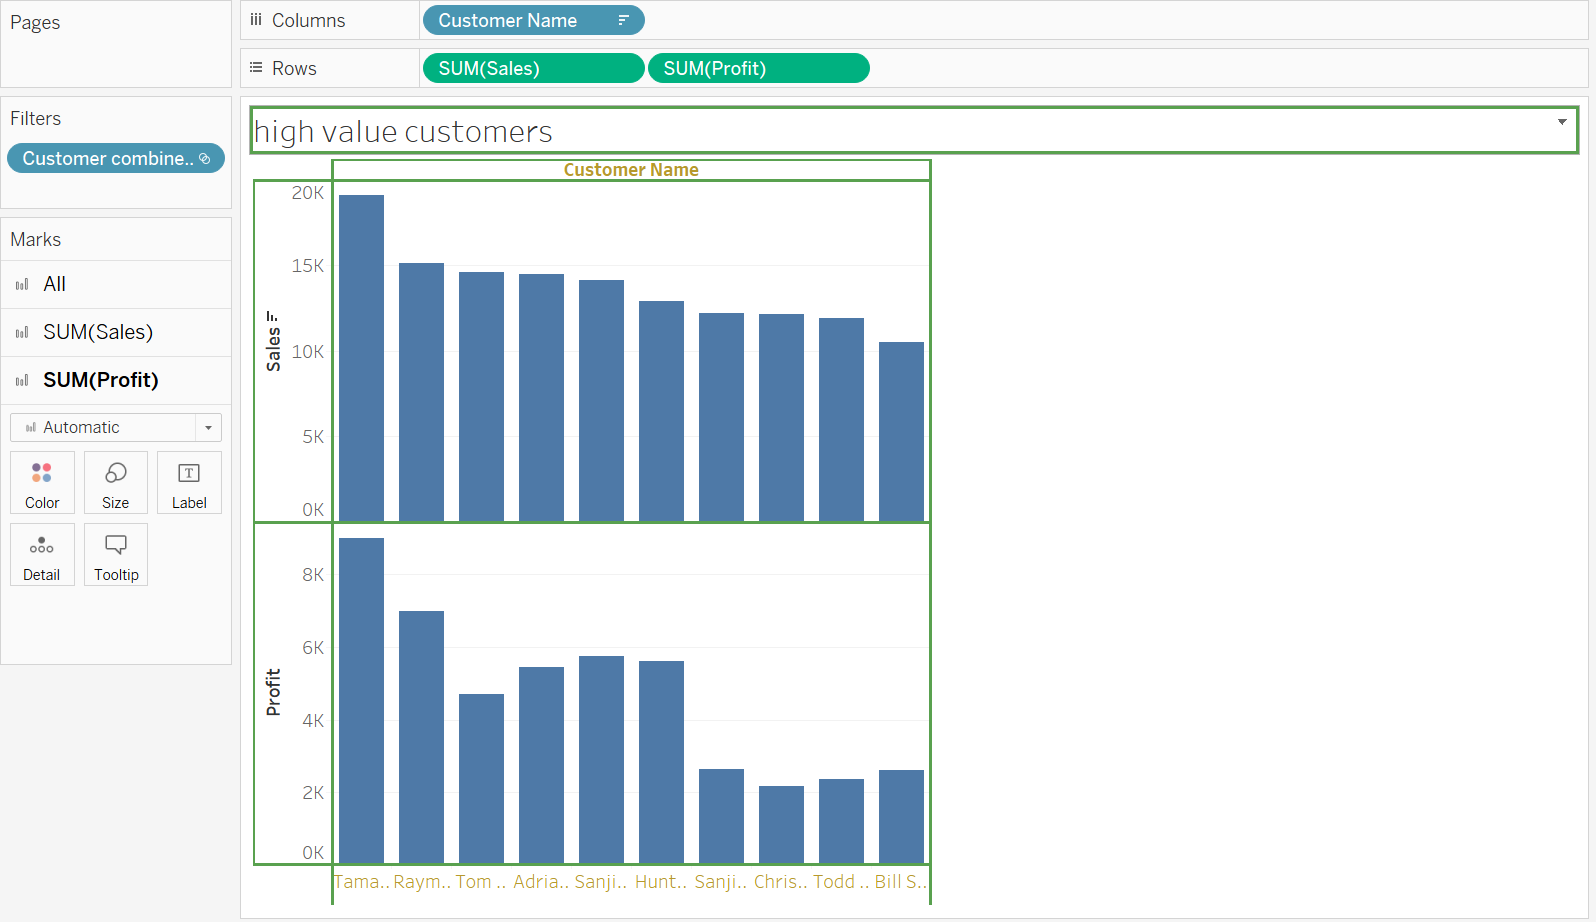 Pages
Columns
Customer Name
Rows
SUM(Sales)
SUM(Profit)
Filters
Customer combine..
Marks
All
SUM(Sales)
SUM(Profit)
Automatic
Color
Size
Label
Detail
Tooltip
high value customers
Customer Name
20K
15K
10K
5K
0K
Sales
8K
6K
4K
2K
0K
Profit
Tama.. Raym.. Tom .. Adria.. Sanji.. Hunt.. Sanji.. Chris.. Todd .. Bill S..